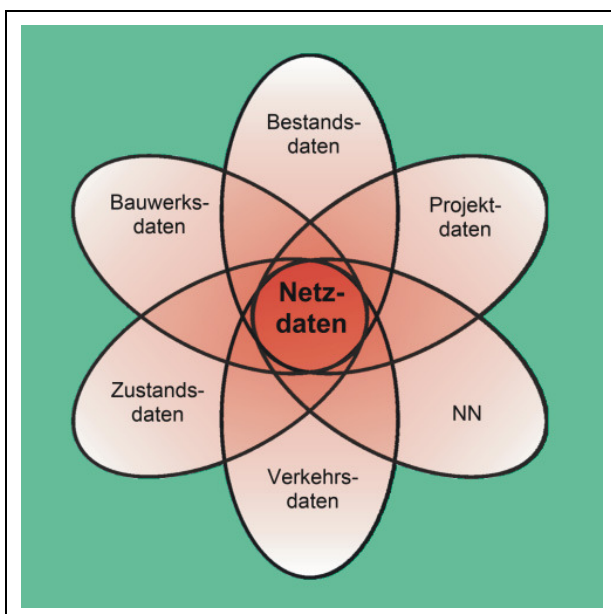 Bestands-
daten
Bauwerks-
daten
Projekt-
daten
Netz-
daten
Zustands-
daten
NN
Verkehrs-
daten